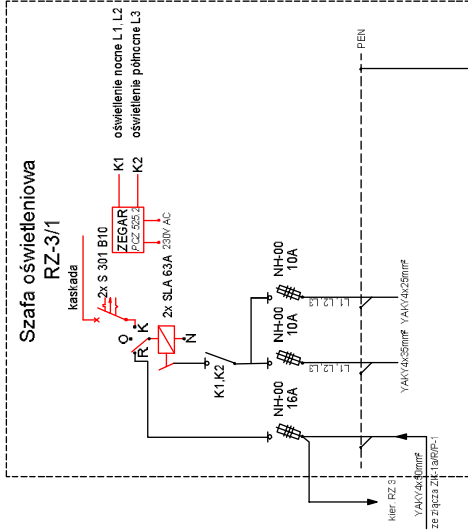 Szafa oświetleniowa
RZ-3/1
kaskada
2x S 301 B10
ZEGAR
PCZ 525.2
K1
K2
oświetlenie nocne L1, L2
oświetlenie północne L3
230V AC
O
R
K
2x SLA 63A
N
K1,K2
NH-00
16A
NH-00
10A
NH-00
10A
L1, L2, L3
L1, L2, L3
PEN
YAKY4x35mm²
YAKY4x25mm²
kier. RZ 3
YAKY4x50mm²
ze złącza ZK-1a/R/P-1